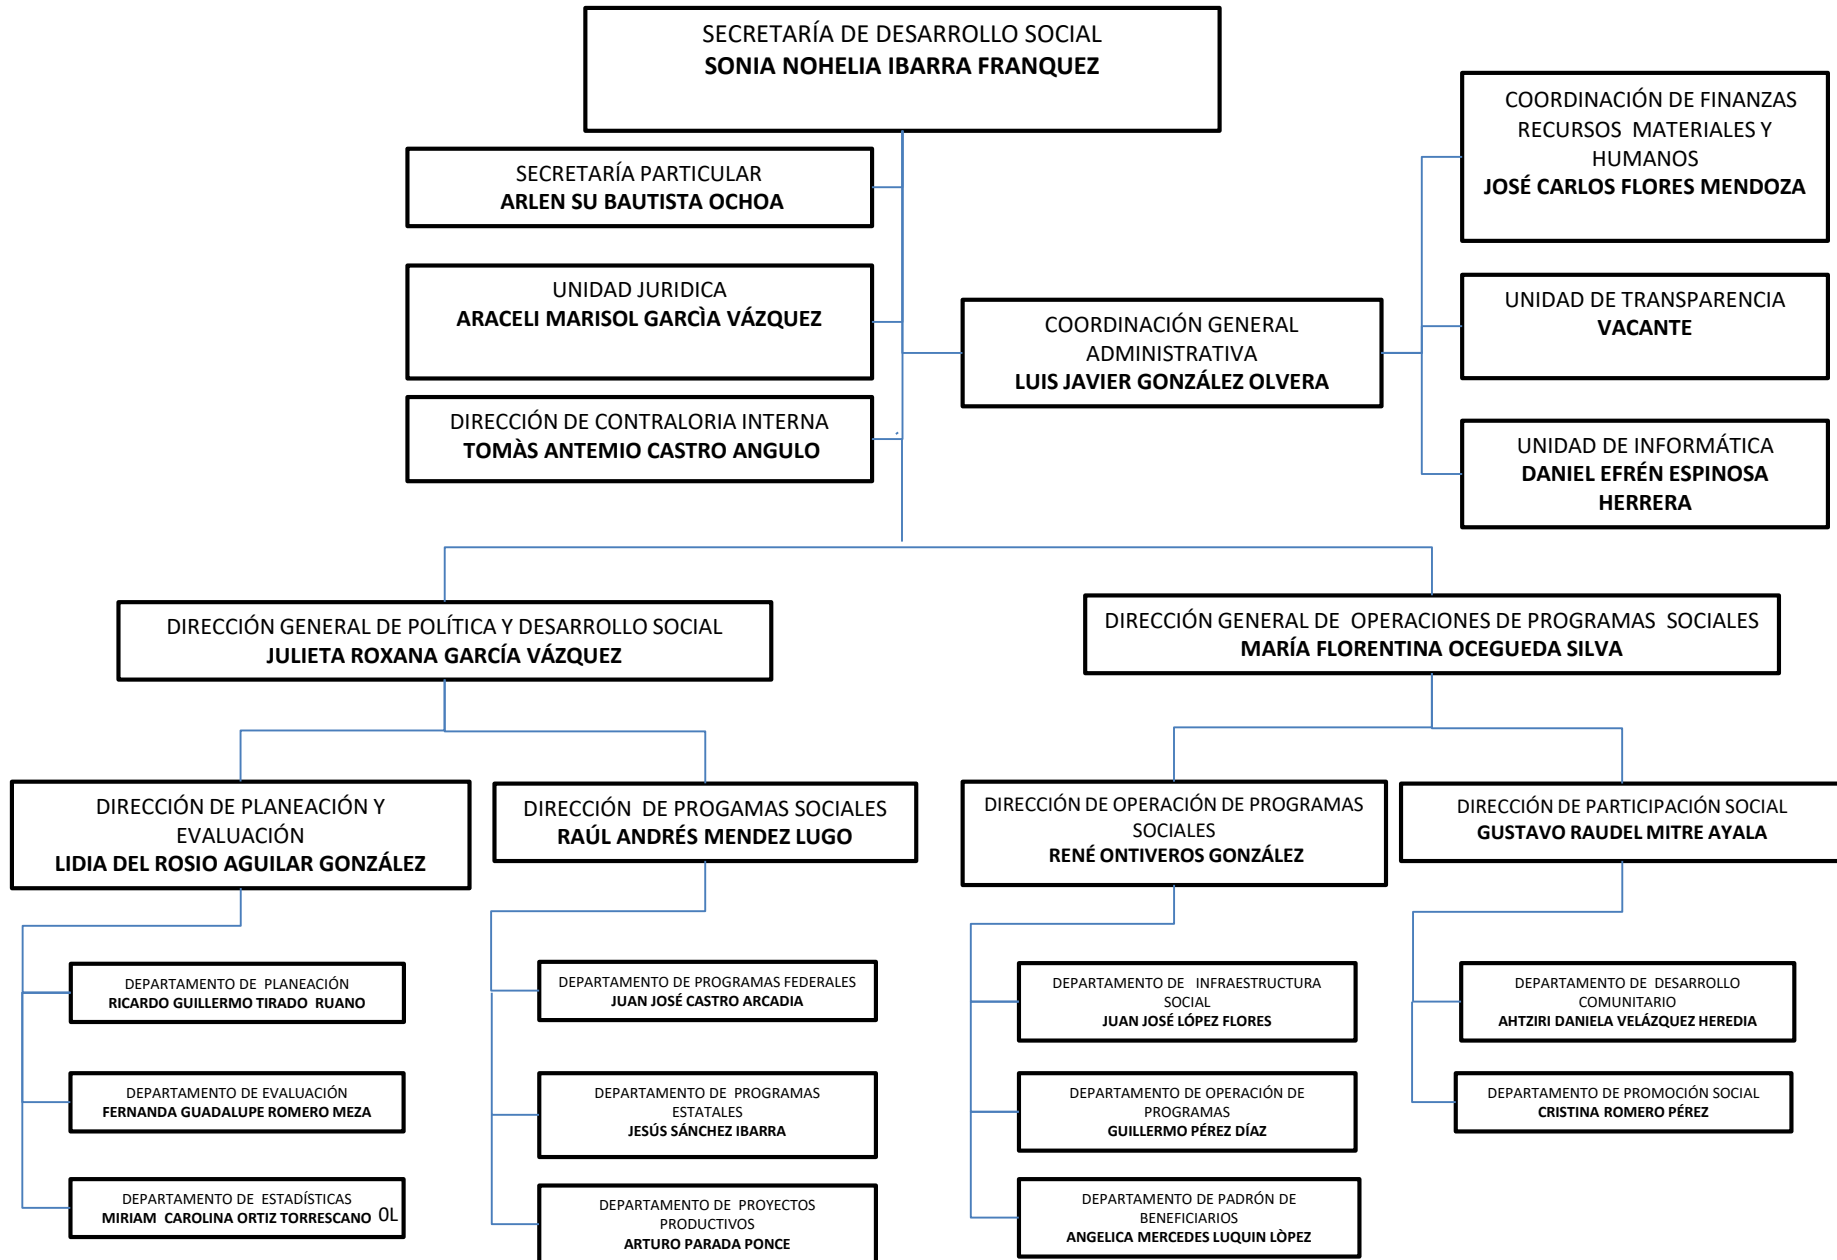 SECRETARÍA DE DESARROLLO SOCIAL
SONIA NOHELIA IBARRA FRANQUEZ
SECRETARÍA PARTICULAR
ARLEN SU BAUTISTA OCHOA
UNIDAD JURIDICA
ARACELI MARISOL GARCÌA VÁZQUEZ
DIRECCIÓN DE CONTRALORIA INTERNA
TOMÀS ANTEMIO CASTRO ANGULO
COORDINACIÓN GENERAL
ADMINISTRATIVA
LUIS JAVIER GONZÁLEZ OLVERA
COORDINACIÓN DE FINANZAS
RECURSOS MATERIALES Y
HUMANOS
JOSÉ CARLOS FLORES MENDOZA
UNIDAD DE TRANSPARENCIA
VACANTE
UNIDAD DE INFORMÁTICA
DANIEL EFRÉN ESPINOSA
HERRERA
DIRECCIÓN GENERAL DE POLÍTICA Y DESARROLLO SOCIAL
JULIETA ROXANA GARCÍA VÁZQUEZ
DIRECCIÓN GENERAL DE OPERACIONES DE PROGRAMAS SOCIALES
MARÍA FLORENTINA OCEGUEDA SILVA
DIRECCIÓN DE PLANEACIÓN Y
EVALUACIÓN
LIDIA DEL ROSIO AGUILAR GONZÁLEZ
DIRECCIÓN DE PROGAMAS SOCIALES
RAÚL ANDRÉS MENDEZ LUGO
DIRECCIÓN DE OPERACIÓN DE PROGRAMAS
SOCIALES
RENÉ ONTIVEROS GONZÁLEZ
DIRECCIÓN DE PARTICIPACIÓN SOCIAL
GUSTAVO RAUDEL MITRE AYALA
DEPARTAMENTO DE PLANEACIÓN
RICARDO GUILLERMO TIRADO RUANO
DEPARTAMENTO DE EVALUACIÓN
FERNANDA GUADALUPE ROMERO MEZA
DEPARTAMENTO DE ESTADÍSTICAS
MIRIAM CAROLINA ORTIZ TORRESCANO 0L
DEPARTAMENTO DE PROGRAMAS FEDERALES
JUAN JOSÉ CASTRO ARCADIA
DEPARTAMENTO DE PROGRAMAS
ESTATALES
JESÚS SÁNCHEZ IBARRA
DEPARTAMENTO DE PROYECTOS
PRODUCTIVOS
ARTURO PARADA PONCE
DEPARTAMENTO DE INFRAESTRUCTURA
SOCIAL
JUAN JOSÉ LÓPEZ FLORES
DEPARTAMENTO DE OPERACIÓN DE
PROGRAMAS
GUILLERMO PÉREZ DÍAZ
DEPARTAMENTO DE PADRÓN DE
BENEFICIARIOS
ANGELICA MERCEDES LUQUIN LÒPEZ
DEPARTAMENTO DE DESARROLLO
COMUNITARIO
AHTZIRI DANIELA VELÁZQUEZ HEREDIA
DEPARTAMENTO DE PROMOCIÓN SOCIAL
CRISTINA ROMERO PÉREZ